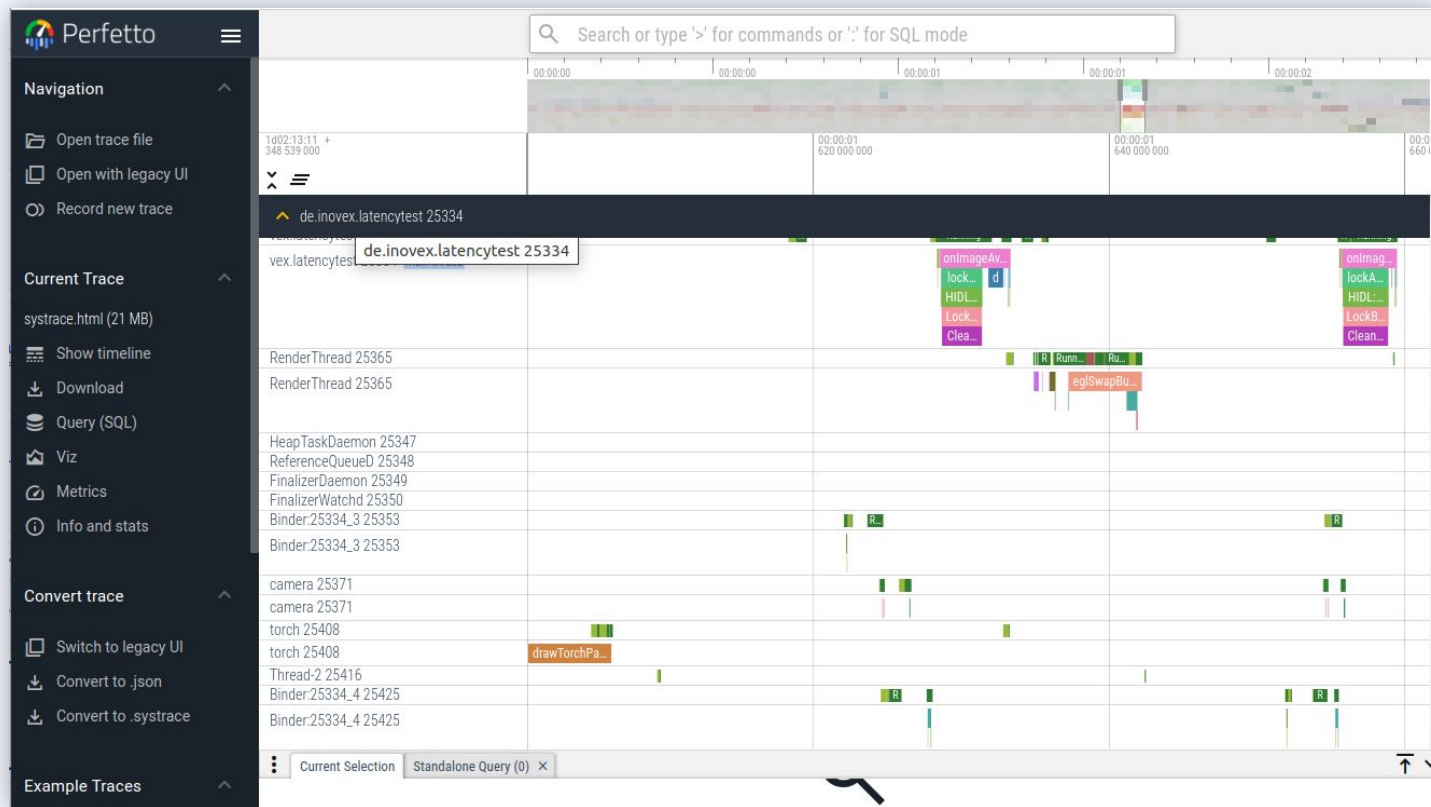 Perfetto
Search or type '>' for commands or ':' for SQL mode
Navigation
Open trace file
Open with legacy UI
Record new trace
Current Trace
systrace.html (21 MB)
Show timeline
Download
Query (SQL)
Viz
Metrics
Info and stats
Convert trace
Switch to legacy UI
Convert to .json
Convert to .systrace
Example Traces
00:00:00 00:00:00 00:00:01 00:00:01 00:00:02
1d02:13:11 +
348 539 000
00:00:01
620 000 000
00:00:01
640 000 000
00:0
660
de.inovex.latencytest 25334
de.inovex.latencytest 25334
vex.latencytes
onImageAv... onImag...
lock... d lockA...
HIDL... HIDL:...
Lock... LockB...
Clea... Clean...
RenderThread 25365 R Runn... Ru...
RenderThread 25365 eglSwapBu...
HeapTaskDaemon 25347
ReferenceQueueD 25348
FinalizerDaemon 25349
FinalizerWatchd 25350
Binder:25334_3 25353 R... R
Binder:25334_3 25353
camera 25371
camera 25371
torch 25408
torch 25408 drawTorchPa...
Thread-2 25416
Binder:25334_4 25425 R R
Binder:25334_4 25425
Current Selection Standalone Query (0) ×